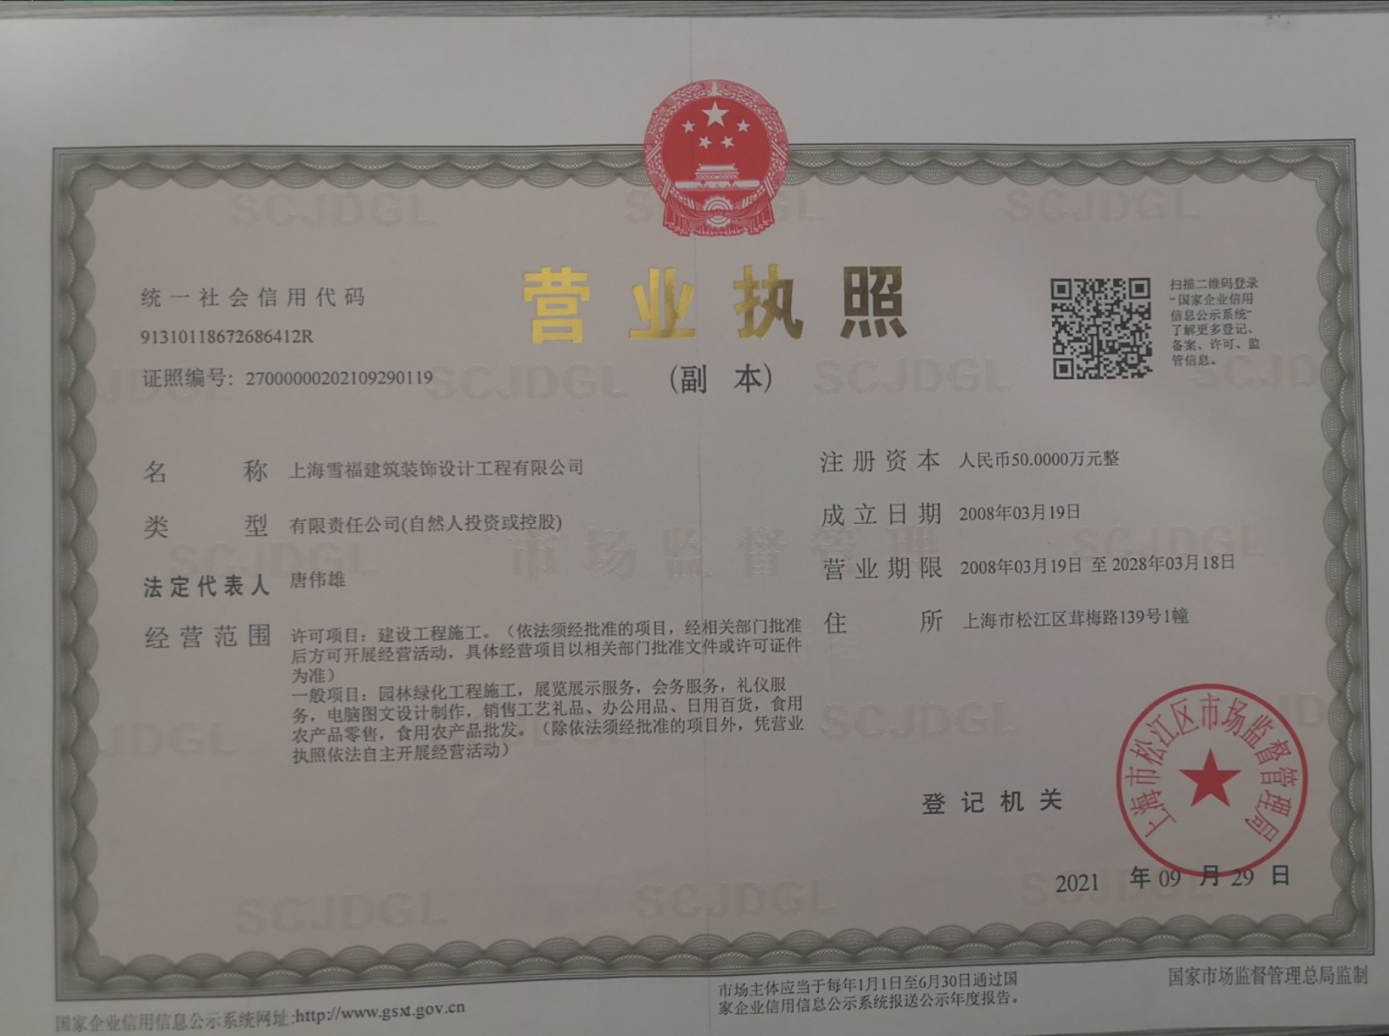 营业执照
(副 本)
统一社会信用代码
91310118672686412R
证照编号：27000000202109290119
扫描二维码登录
“国家企业信用
信息公示系统”
了解更多登记、
备案、许可、监
管信息。
名 称 上海雪福建筑装饰设计工程有限公司
类 型 有限责任公司(自然人投资或控股)
法定代表人 唐伟雄
经营范围 许可项目：建设工程施工。（依法须经批准的项目，经相关部门批准
后方可开展经营活动，具体经营项目以相关部门批准文件或许可证件
为准）
一般项目：园林绿化工程施工，展览展示服务，会务服务，礼仪服
务，电脑图文设计制作，销售工艺礼品、办公用品、日用百货，食用
农产品零售，食用农产品批发。（除依法须经批准的项目外，凭营业
执照依法自主开展经营活动）
注册资本 人民币50.0000万元整
成立日期 2008年03月19日
营业期限 2008年03月19日 至 2028年03月18日
住 所 上海市松江区茸梅路139号1幢
登记机关
上海市松江区市场监督管理局
2021 年 09 月 29 日
国家企业信用信息公示系统网址:http://www.gsxt.gov.cn
市场主体应当于每年1月1日至6月30日通过国
家企业信用信息公示系统报送公示年度报告。
国家市场监督管理总局监制
SCJDGL
市场监督管理